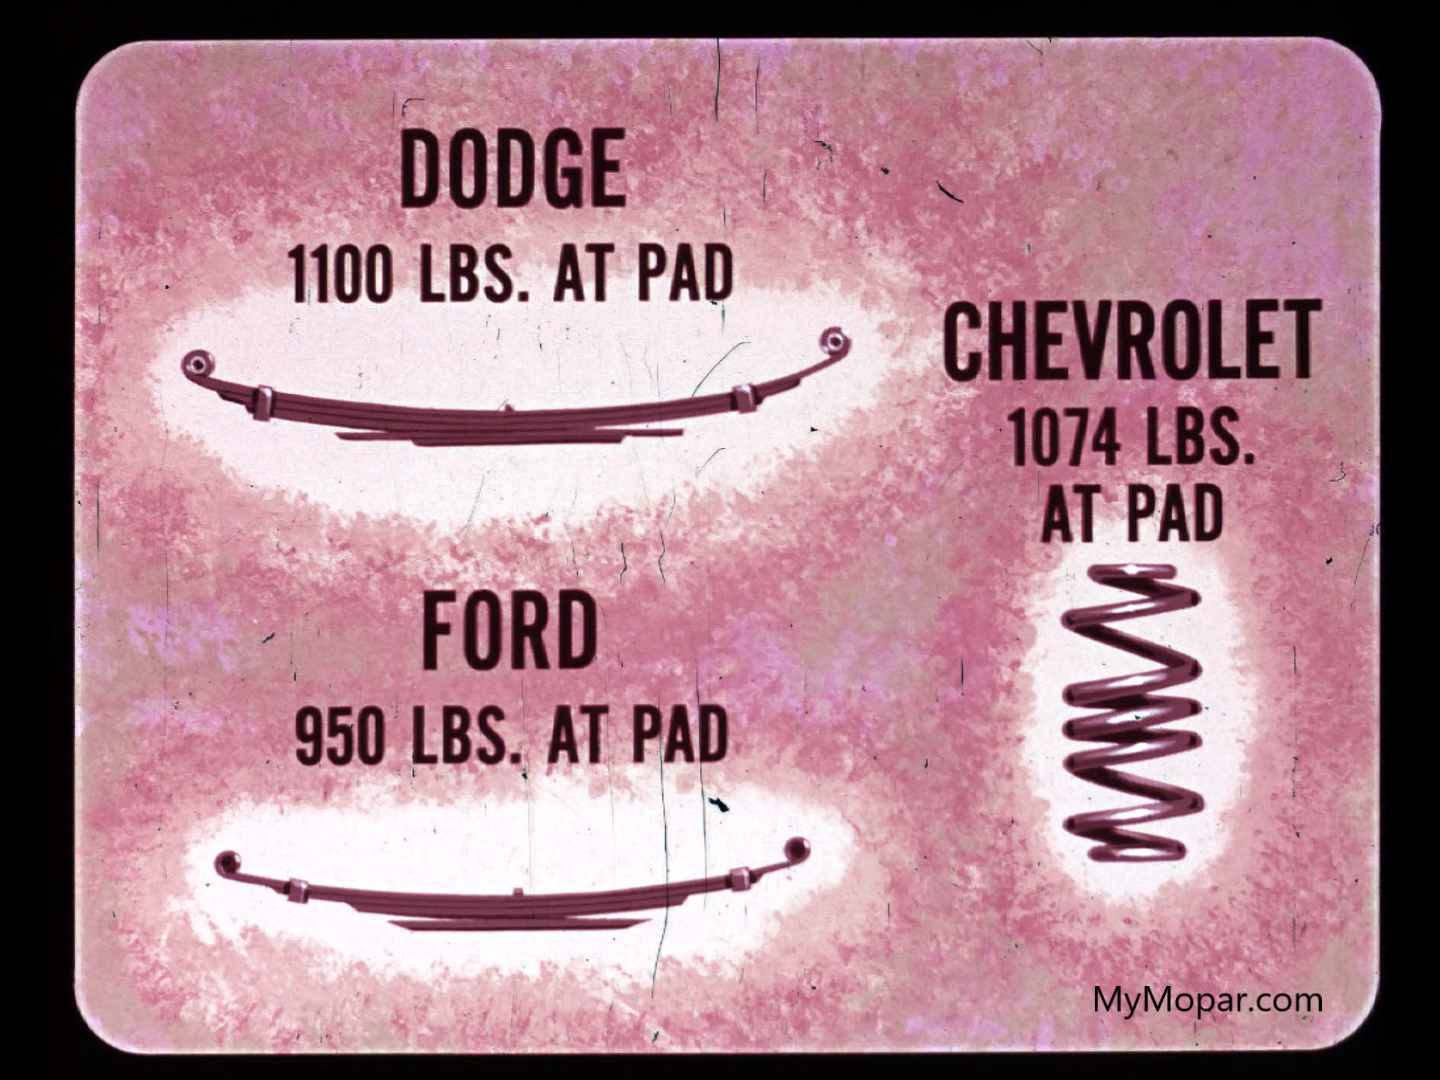 DODGE
1100 LBS. AT PAD
CHEVROLET
1074 LBS.
AT PAD
FORD
950 LBS. AT PAD
MyMopar.com